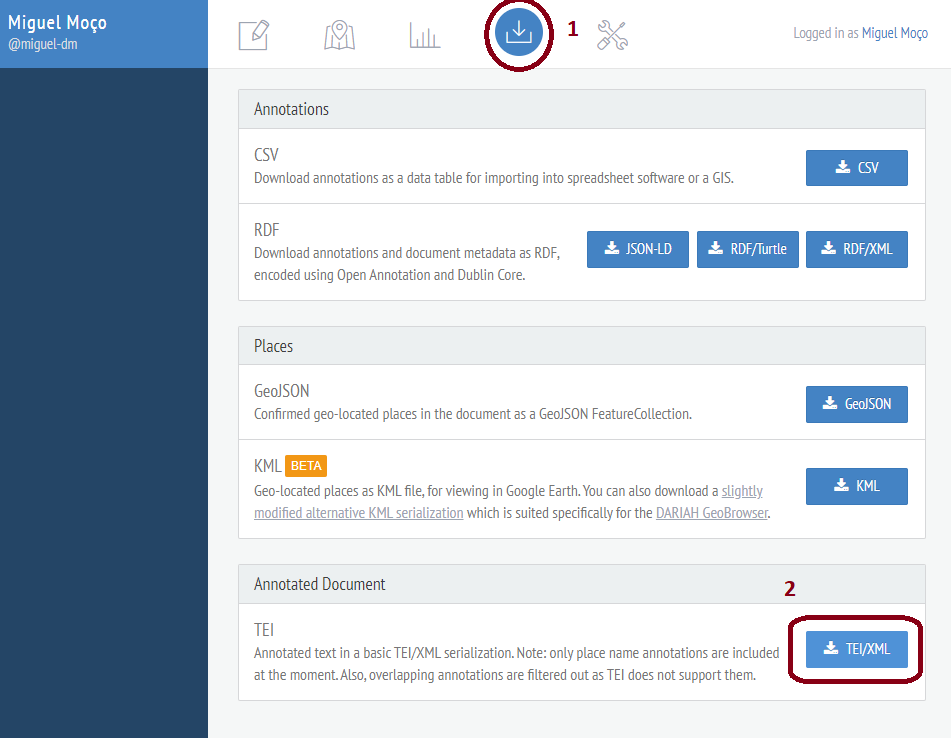 Miguel Moço
@miguel-dm
1
Logged in as Miguel Moço
Annotations
CSV
Download annotations as a data table for importing into spreadsheet software or a GIS.
CSV
RDF
Download annotations and document metadata as RDF,
encoded using Open Annotation and Dublin Core.
JSON-LD
RDF/Turtle
RDF/XML
Places
GeoJSON
Confirmed geo-located places in the document as a GeoJSON FeatureCollection.
GeoJSON
KML BETA
Geo-located places as KML file, for viewing in Google Earth. You can also download a slightly
modified alternative KML serialization which is suited specifically for the DARIAH GeoBrowser.
KML
Annotated Document
2
TEI
Annotated text in a basic TEI/XML serialization. Note: only place name annotations are included
at the moment. Also, overlapping annotations are filtered out as TEI does not support them.
TEI/XML